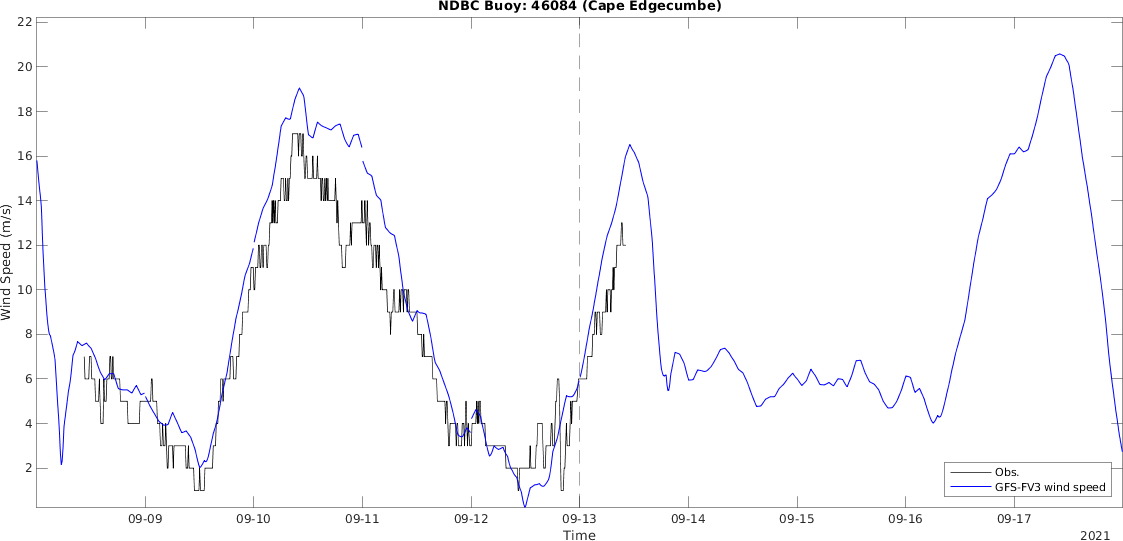 NDBC Buoy: 46084 (Cape Edgecumbe)
22
20
18
16
14
12
10
8
6
4
2
Wind Speed (m/s)
09-09 09-10 09-11 09-12 09-13 09-14 09-15 09-16 09-17
Time
2021
Obs.
GFS-FV3 wind speed